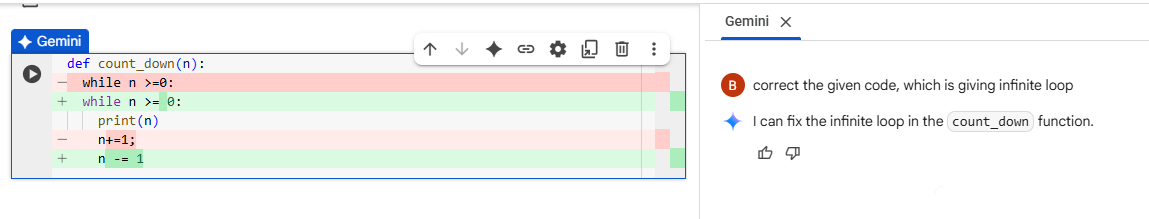 Gemini
def count_down(n):
- while n >=0:
+ while n >= 0:
print(n)
- n+=1;
+ n -= 1
Gemini
B correct the given code, which is giving infinite loop
I can fix the infinite loop in the count_down function.